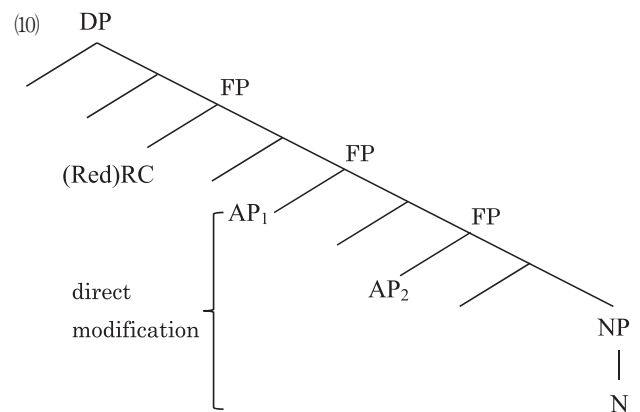 ⑽ DP
FP
(Red)RC
FP
AP₁
FP
direct
AP₂
modification
NP
N